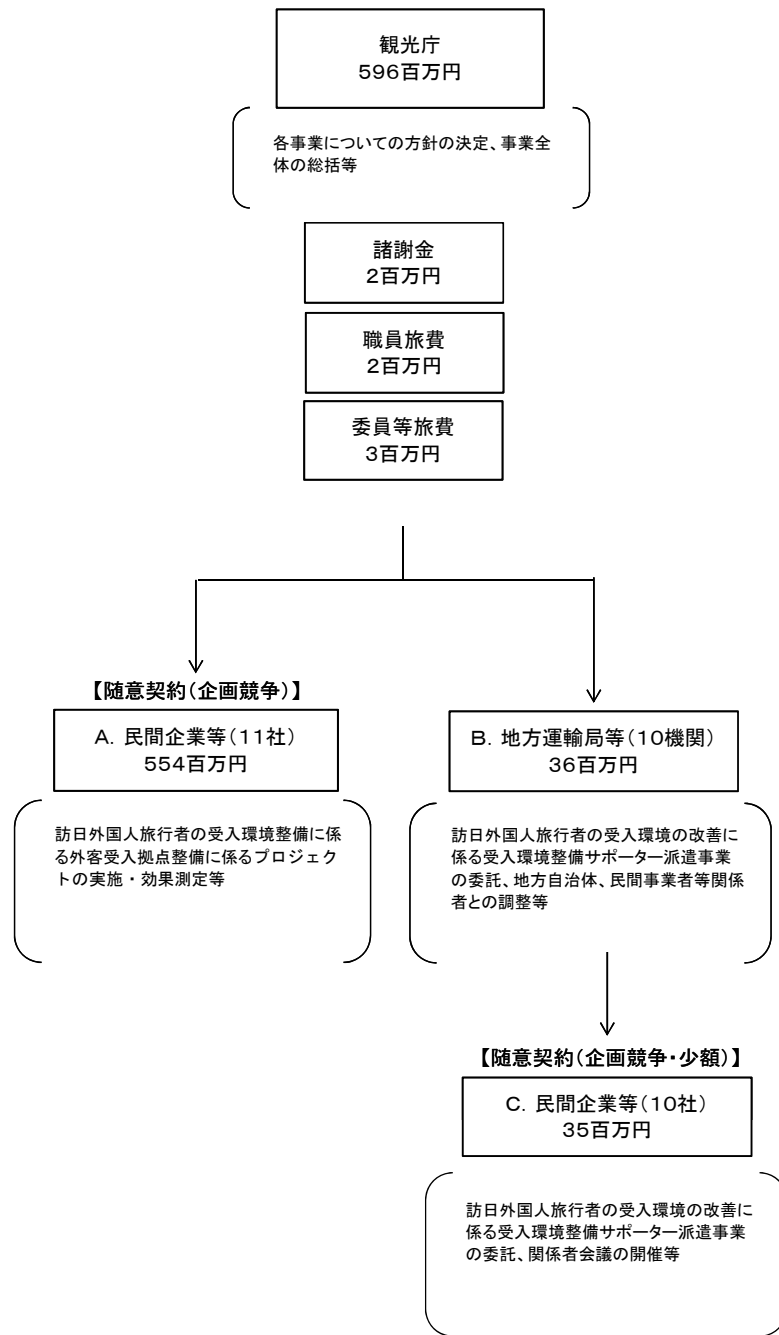 観光庁
596百万円
各事業についての方針の決定、事業全
体の総括等
諸謝金
2百万円
職員旅費
2百万円
委員等旅費
3百万円
【随意契約(企画競争)】
A. 民間企業等(11社)
554百万円
訪日外国人旅行者の受入環境整備に係
る外客受入拠点整備に係るプロジェク
トの実施・効果測定等
B. 地方運輸局等(10機関)
36百万円
訪日外国人旅行者の受入環境の改善に
係る受入環境整備サポーター派遣事業
の委託、地方自治体、民間事業者等関係
者との調整等
【随意契約(企画競争・少額)】
C. 民間企業等(10社)
35百万円
訪日外国人旅行者の受入環境の改善に
係る受入環境整備サポーター派遣事業
の委託、関係者会議の開催等